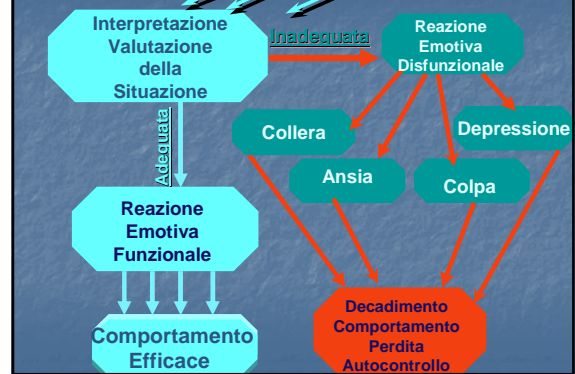 Interpretazione
Valutazione
della
Situazione
Inadeguata
Reazione
Emotiva
Disfunzionale
Collera
Depressione
Ansia
Colpa
Adeguata
Reazione
Emotiva
Funzionale
Comportamento
Efficace
Decadimento
Comportamento
Perdita
Autocontrollo